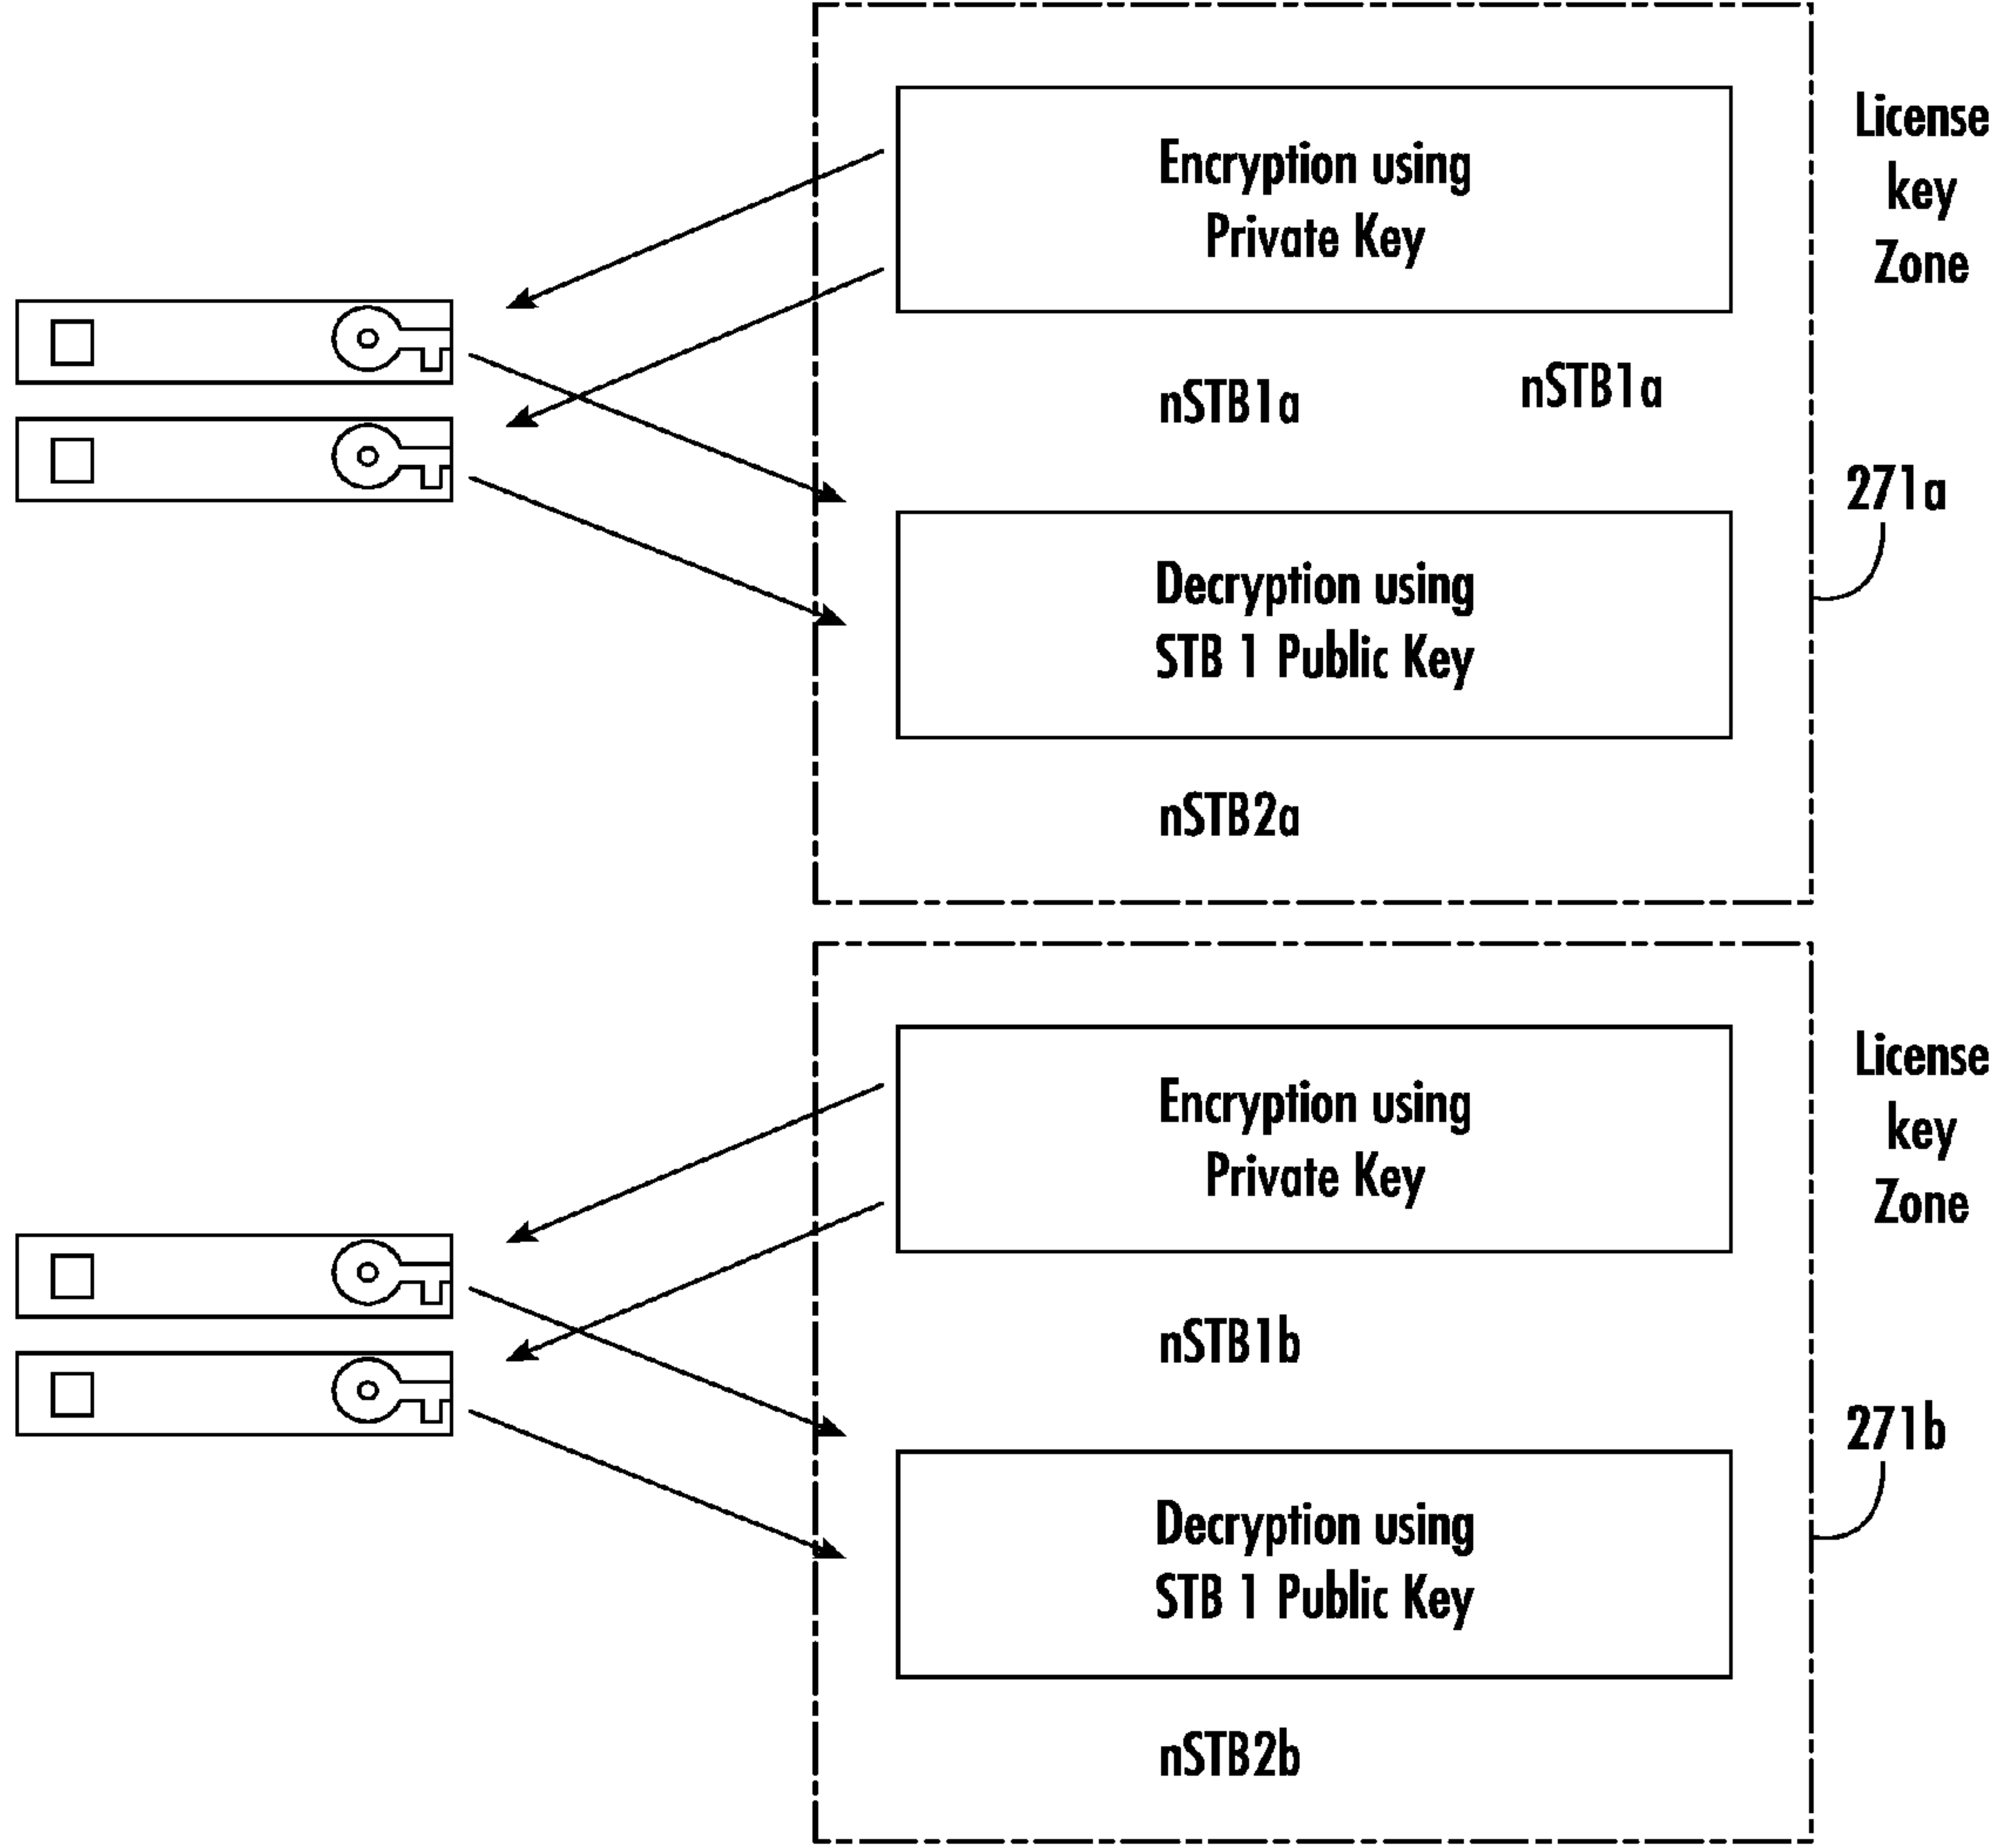 Encryption using
Private Key
License
key
Zone
nSTB1a
nSTB1a
271a
Decryption using
STB 1 Public Key
nSTB2a
Encryption using
Private Key
License
key
Zone
nSTB1b
271b
Decryption using
STB 1 Public Key
nSTB2b